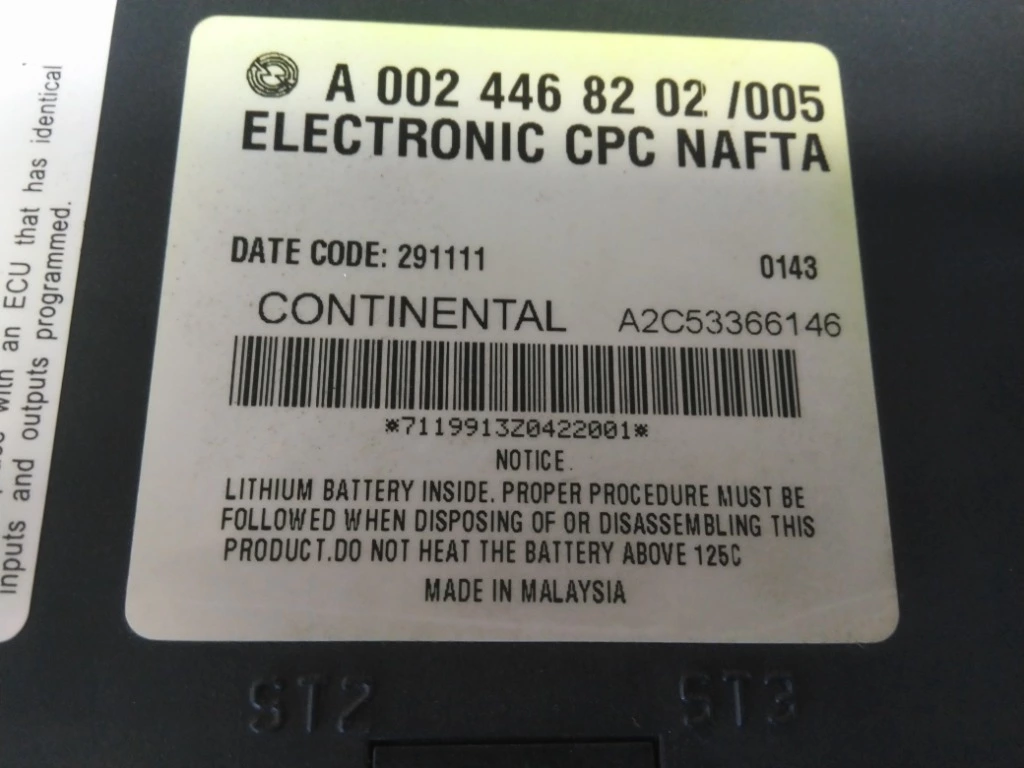 A 002 446 82 02 /005
ELECTRONIC CPC NAFTA
DATE CODE: 291111 0143
CONTINENTAL A2C53366146
*7119913Z0422001*
NOTICE.
LITHIUM BATTERY INSIDE. PROPER PROCEDURE MUST BE
FOLLOWED WHEN DISPOSING OF OR DISASSEMBLING THIS
PRODUCT.DO NOT HEAT THE BATTERY ABOVE 125C
MADE IN MALAYSIA
ST2 ST3
with an ECU that has identical
inputs and outputs programmed.